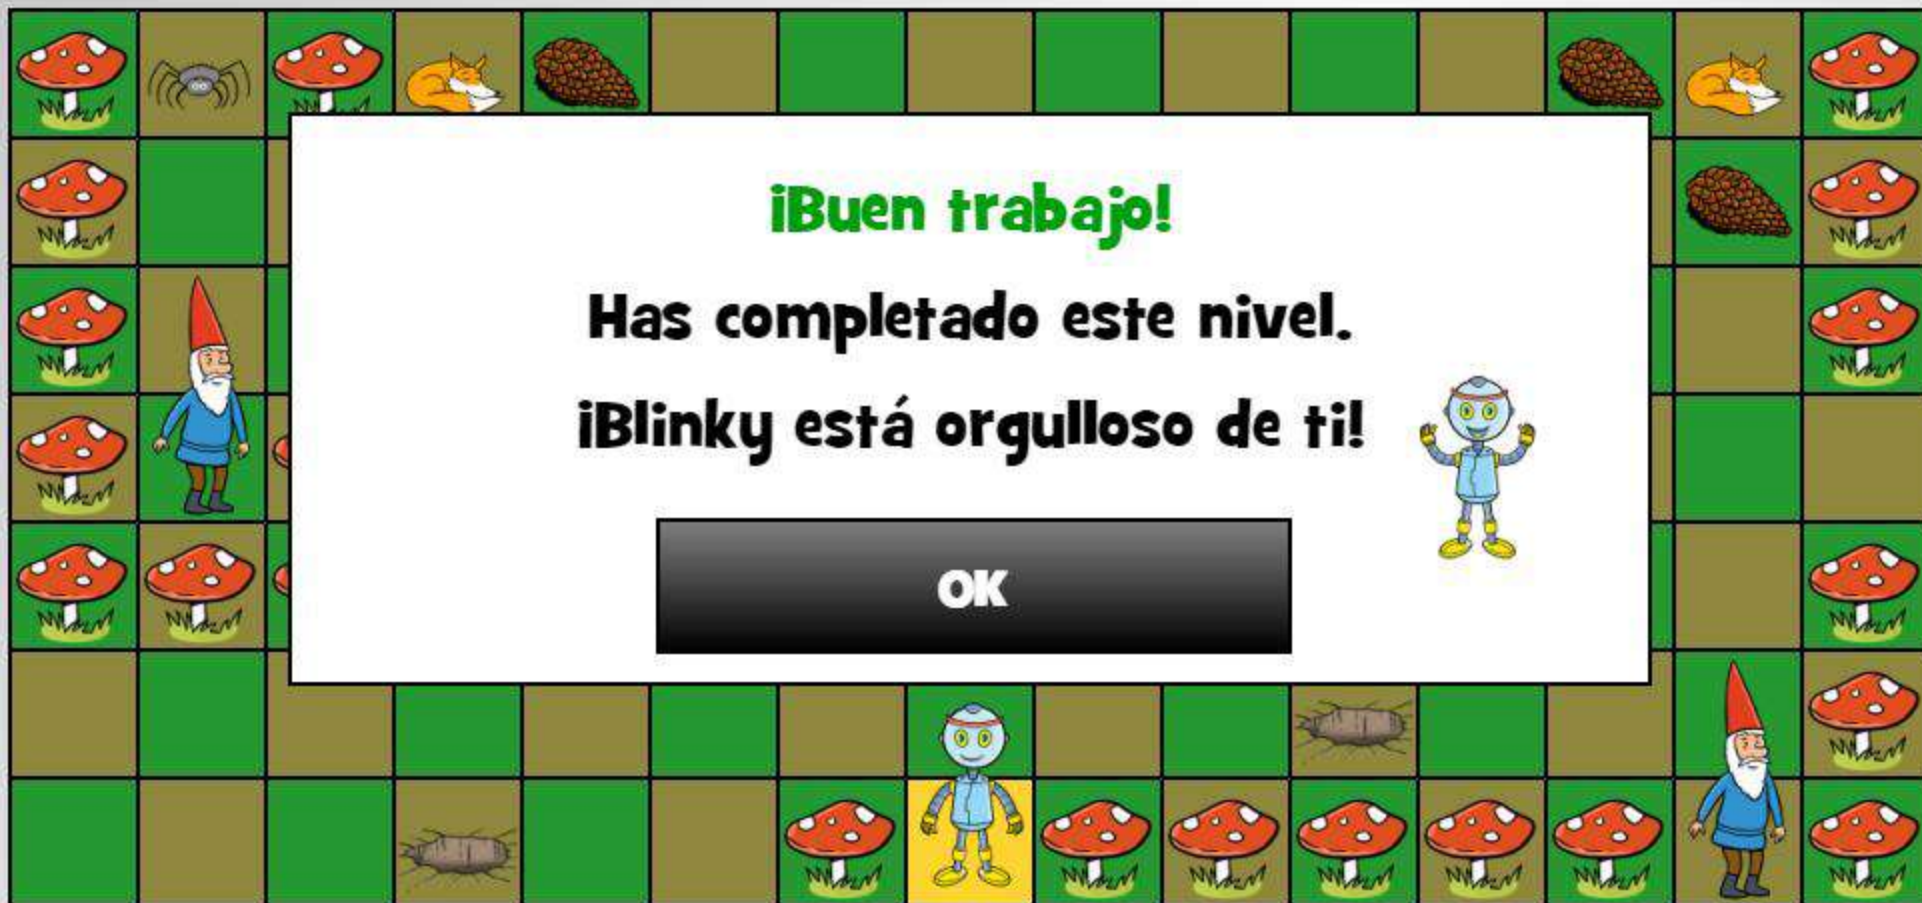 ¡Buen trabajo!
Has completado este nivel.
¡Blinky está orgulloso de ti!
OK